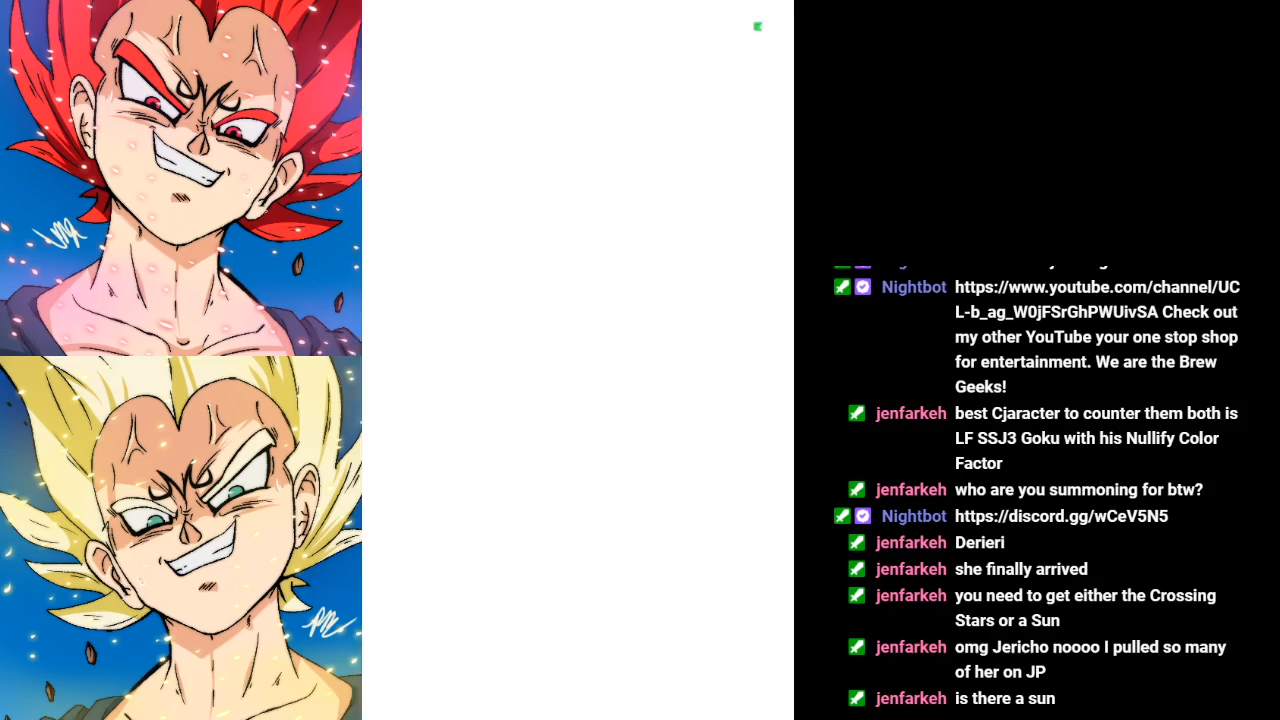 Nightbot https://www.youtube.com/channel/UC
L-b_ag_W0jFSrGhPWUivSA Check out
my other YouTube your one stop shop
for entertainment. We are the Brew
Geeks!
jenfarkeh best Cjaracter to counter them both is
LF SSJ3 Goku with his Nullify Color
Factor
jenfarkeh who are you summoning for btw?
Nightbot https://discord.gg/wCeV5N5
jenfarkeh Derieri
jenfarkeh she finally arrived
jenfarkeh you need to get either the Crossing
Stars or a Sun
jenfarkeh omg Jericho noooo I pulled so many
of her on JP
jenfarkeh is there a sun